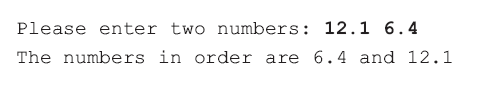 Please enter two numbers: 12.1 6.4
The numbers in order are 6.4 and 12.1